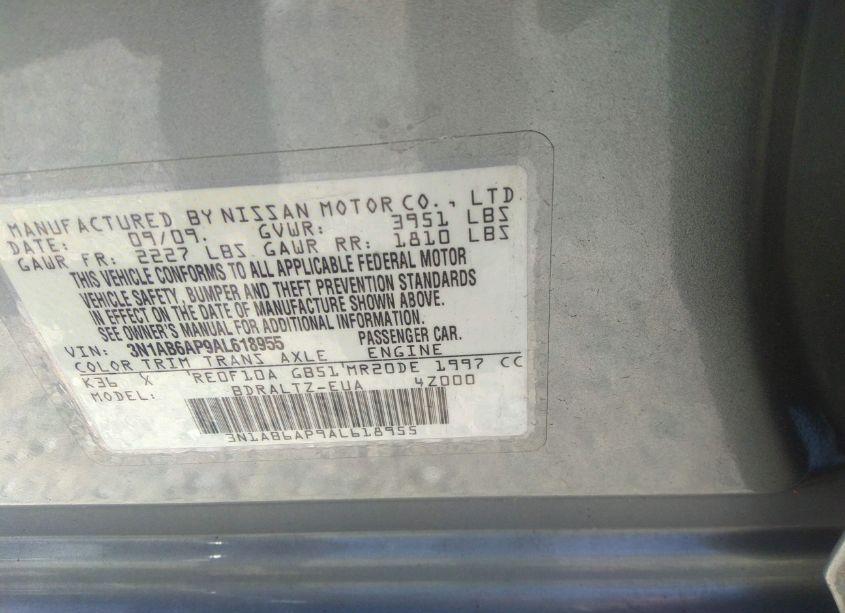 MANUFACTURED BY NISSAN MOTOR CO., LTD.
DATE: 09/09. GVWR: 3951 LBS
GAWR FR: 2227 LBS GAWR RR: 1810 LBS
THIS VEHICLE CONFORMS TO ALL APPLICABLE FEDERAL MOTOR
VEHICLE SAFETY, BUMPER AND THEFT PREVENTION STANDARDS
IN EFFECT ON THE DATE OF MANUFACTURE SHOWN ABOVE.
SEE OWNER'S MANUAL FOR ADDITIONAL INFORMATION.
VIN: 3N1AB6AP9AL618955 PASSENGER CAR.
COLOR TRIM TRANS AXLE ENGINE
K36 X RE0F10A GB51 MR20DE 1997 CC
MODEL: BDRALTZ-EUA 4Z000
3N1AB6AP9AL618955